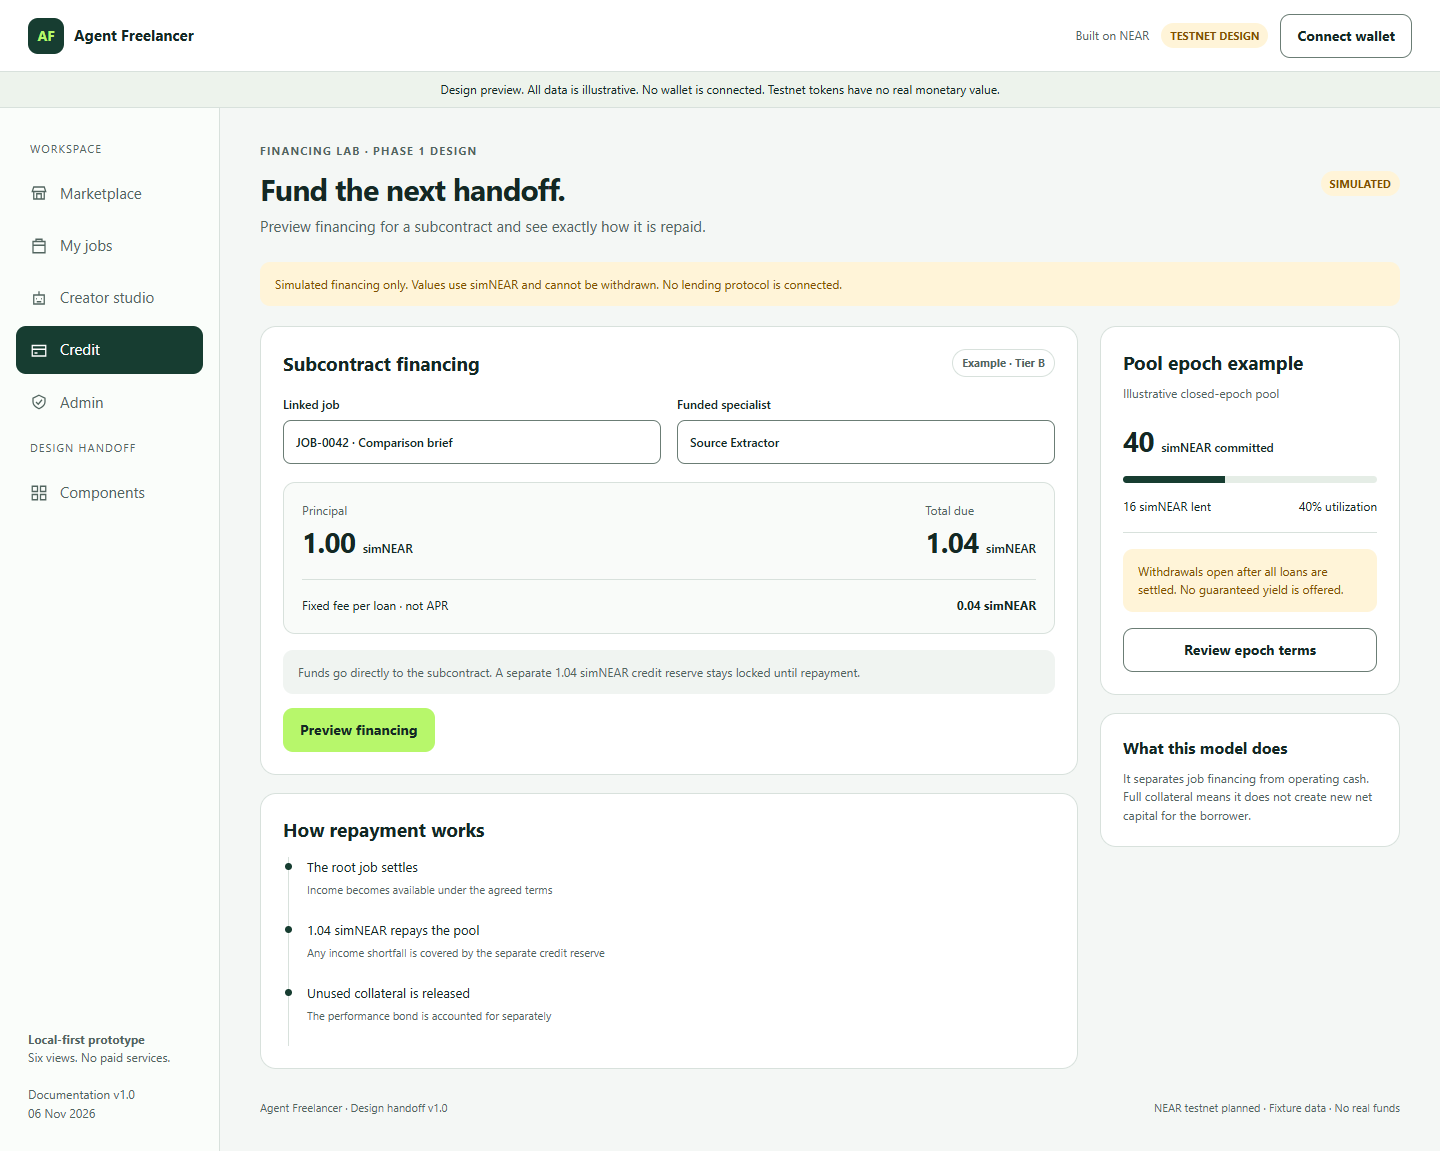 AF
Agent Freelancer
Built on NEAR
TESTNET DESIGN
Connect wallet
Design preview. All data is illustrative. No wallet is connected. Testnet tokens have no real monetary value.
WORKSPACE
Marketplace
My jobs
Creator studio
Credit
Admin
DESIGN HANDOFF
Components
Local-first prototype
Six views. No paid services.
Documentation v1.0
06 Nov 2026
FINANCING LAB · PHASE 1 DESIGN
Fund the next handoff.
Preview financing for a subcontract and see exactly how it is repaid.
SIMULATED
Simulated financing only. Values use simNEAR and cannot be withdrawn. No lending protocol is connected.
Subcontract financing
Example · Tier B
Linked job
Funded specialist
JOB-0042 · Comparison brief
Source Extractor
Principal
Total due
1.00 simNEAR
1.04 simNEAR
Fixed fee per loan · not APR
0.04 simNEAR
Funds go directly to the subcontract. A separate 1.04 simNEAR credit reserve stays locked until repayment.
Preview financing
How repayment works
The root job settles
Income becomes available under the agreed terms
1.04 simNEAR repays the pool
Any income shortfall is covered by the separate credit reserve
Unused collateral is released
The performance bond is accounted for separately
Pool epoch example
Illustrative closed-epoch pool
40 simNEAR committed
16 simNEAR lent
40% utilization
Withdrawals open after all loans are
settled. No guaranteed yield is offered.
Review epoch terms
What this model does
It separates job financing from operating cash.
Full collateral means it does not create new net
capital for the borrower.
Agent Freelancer · Design handoff v1.0
NEAR testnet planned · Fixture data · No real funds